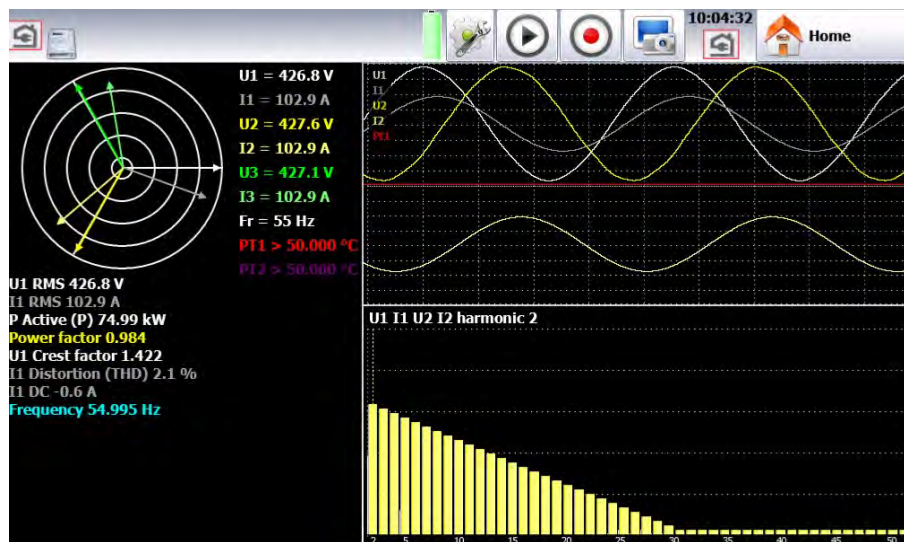 10:04:32
Home
U1 = 426.8 V
I1 = 102.9 A
U2 = 427.6 V
I2 = 102.9 A
U3 = 427.1 V
I3 = 102.9 A
Fr = 55 Hz
PT1 > 50.000 °C
PT2 > 50.000 °C
U1 RMS 426.8 V
I1 RMS 102.9 A
P Active (P) 74.99 kW
Power factor 0.984
U1 Crest factor 1.422
I1 Distortion (THD) 2.1 %
I1 DC -0.6 A
Frequency 54.995 Hz
U1
I1
U2
I2
Pt1
U1 I1 U2 I2 harmonic 2
2 5 10 15 20 25 30 35 40 45 50